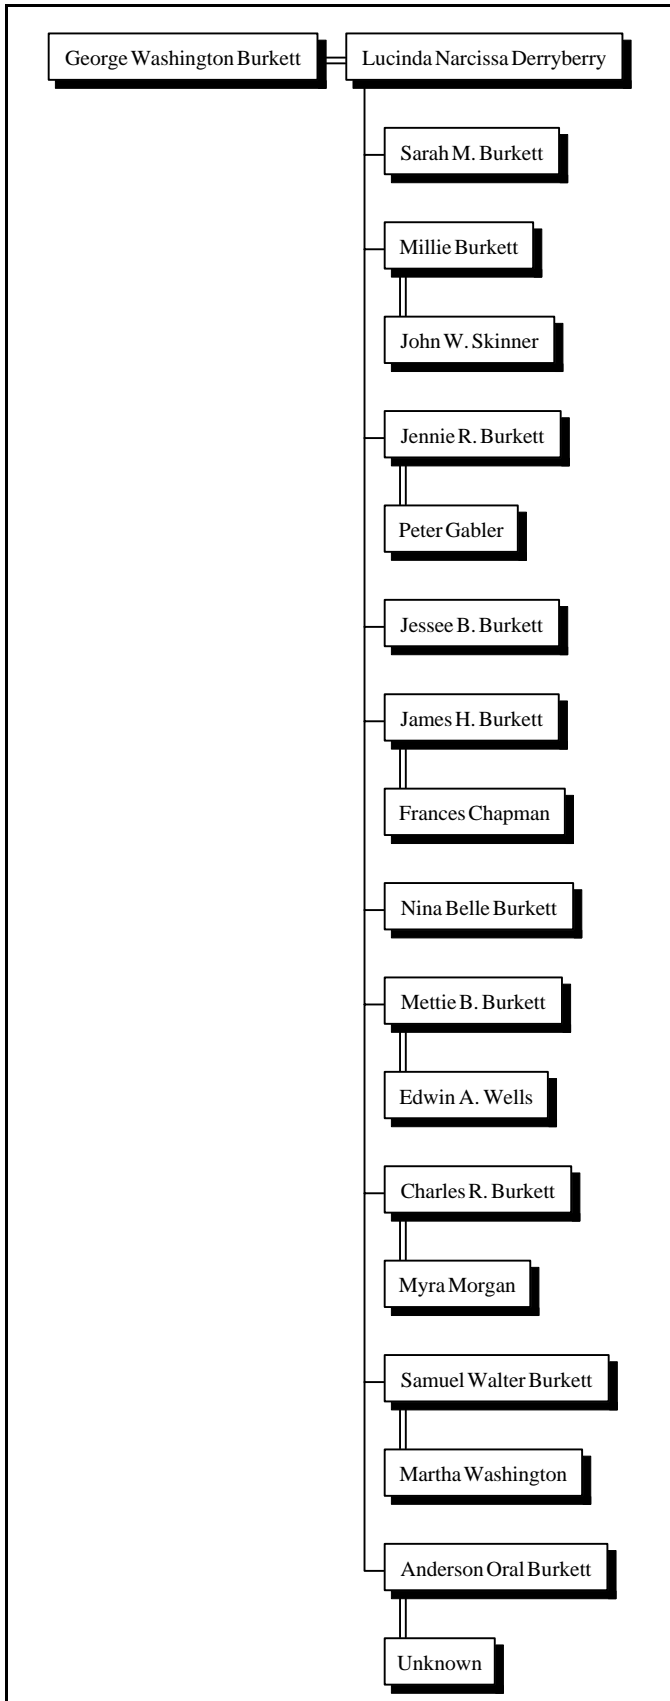 George Washington Burkett
Lucinda Narcissa Derryberry
Sarah M. Burkett
Millie Burkett
John W. Skinner
Jennie R. Burkett
Peter Gabler
Jessee B. Burkett
James H. Burkett
Frances Chapman
Nina Belle Burkett
Mettie B. Burkett
Edwin A. Wells
Charles R. Burkett
Myra Morgan
Samuel Walter Burkett
Martha Washington
Anderson Oral Burkett
Unknown